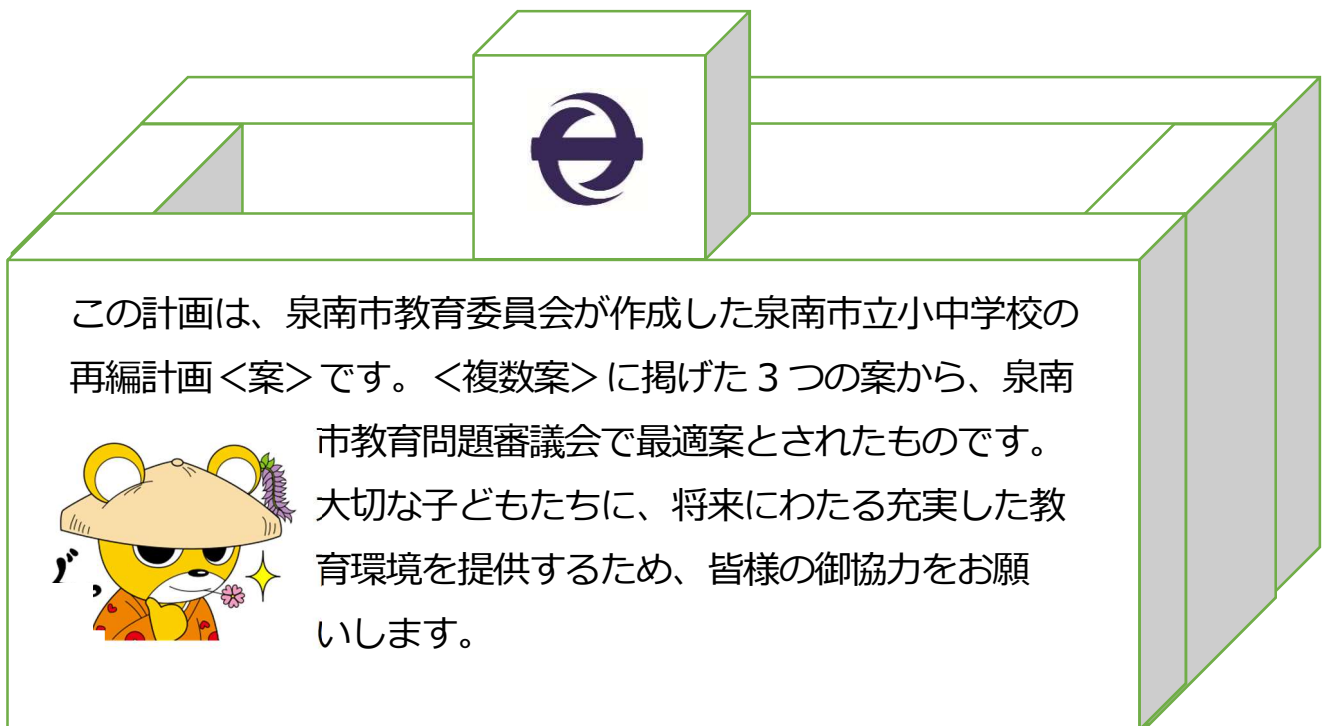 この計画は、泉南市教育委員会が作成した泉南市立小中学校の
再編計画＜案＞です。＜複数案＞に掲げた３つの案から、泉南
市教育問題審議会で最適案とされたものです。
大切な子どもたちに、将来にわたる充実した教
育環境を提供するため、皆様の御協力をお願
いします。